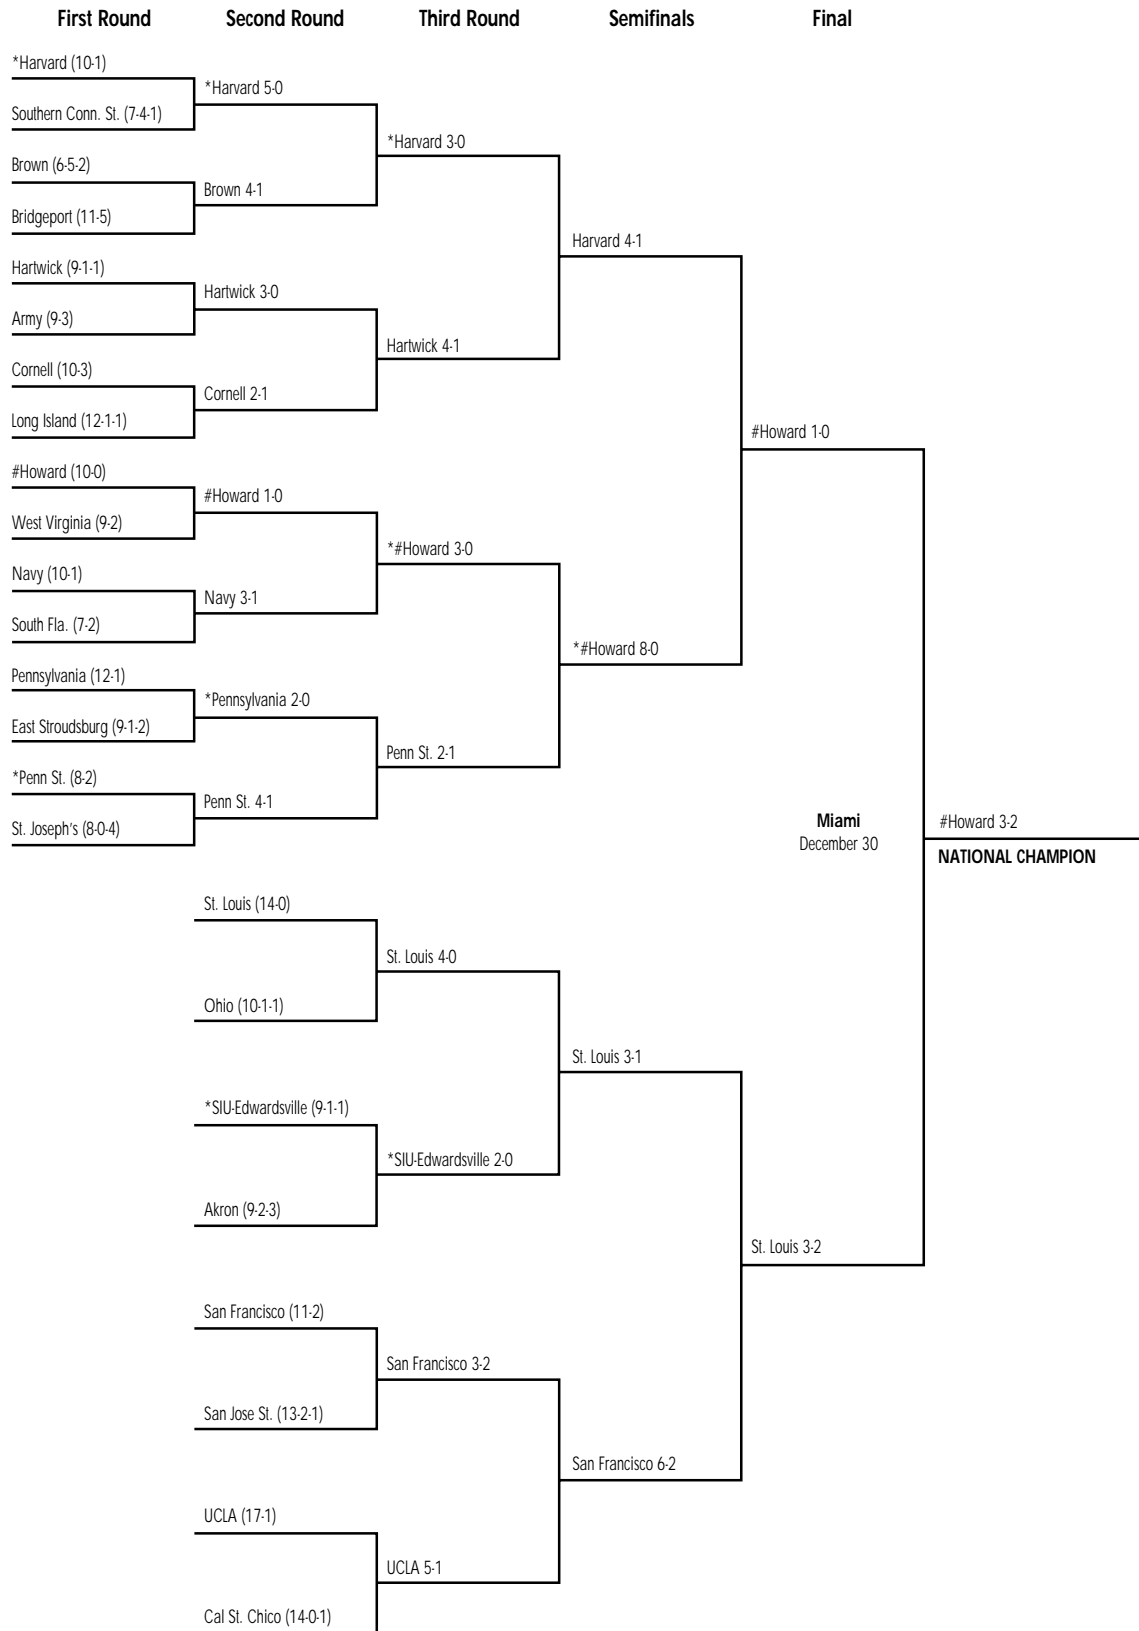 First Round Second Round Third Round Semifinals Final
*Harvard (10-1)
*Harvard 5-0
Southern Conn. St. (7-4-1)
*Harvard 3-0
Brown (6-5-2)
Brown 4-1
Bridgeport (11-5)
Harvard 4-1
Hartwick (9-1-1)
Hartwick 3-0
Army (9-3)
Hartwick 4-1
Cornell (10-3)
Cornell 2-1
Long Island (12-1-1)
#Howard 1-0
#Howard (10-0)
#Howard 1-0
West Virginia (9-2)
*#Howard 3-0
Navy (10-1)
Navy 3-1
South Fla. (7-2)
*#Howard 8-0
Pennsylvania (12-1)
*Pennsylvania 2-0
East Stroudsburg (9-1-2)
Penn St. 2-1
*Penn St. (8-2)
Penn St. 4-1
St. Joseph's (8-0-4)
Miami
December 30
#Howard 3-2
NATIONAL CHAMPION
St. Louis (14-0)
St. Louis 4-0
Ohio (10-1-1)
St. Louis 3-1
*SIU-Edwardsville (9-1-1)
*SIU-Edwardsville 2-0
Akron (9-2-3)
St. Louis 3-2
San Francisco (11-2)
San Francisco 3-2
San Jose St. (13-2-1)
San Francisco 6-2
UCLA (17-1)
UCLA 5-1
Cal St. Chico (14-0-1)